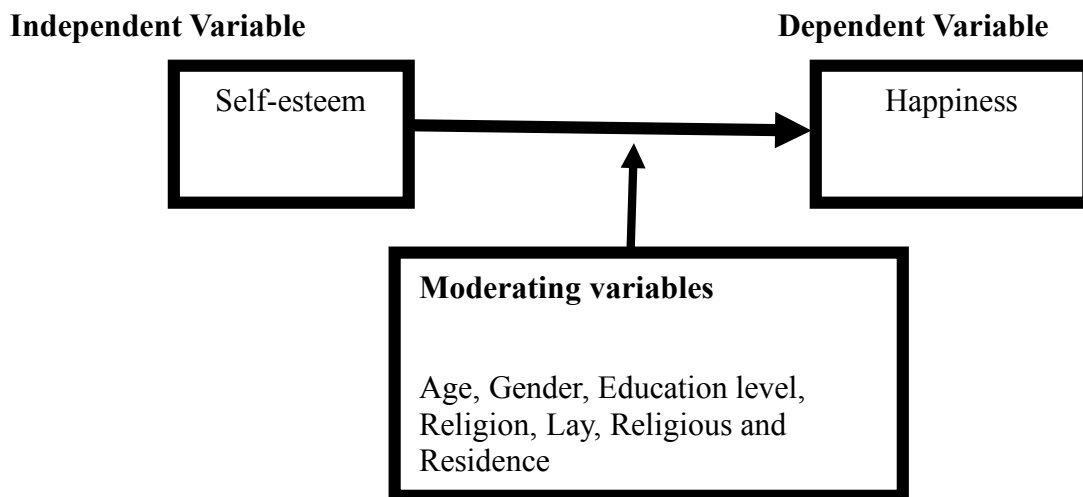 Independent Variable
Dependent Variable
Self-esteem
Happiness
Moderating variables
Age, Gender, Education level,
Religion, Lay, Religious and
Residence